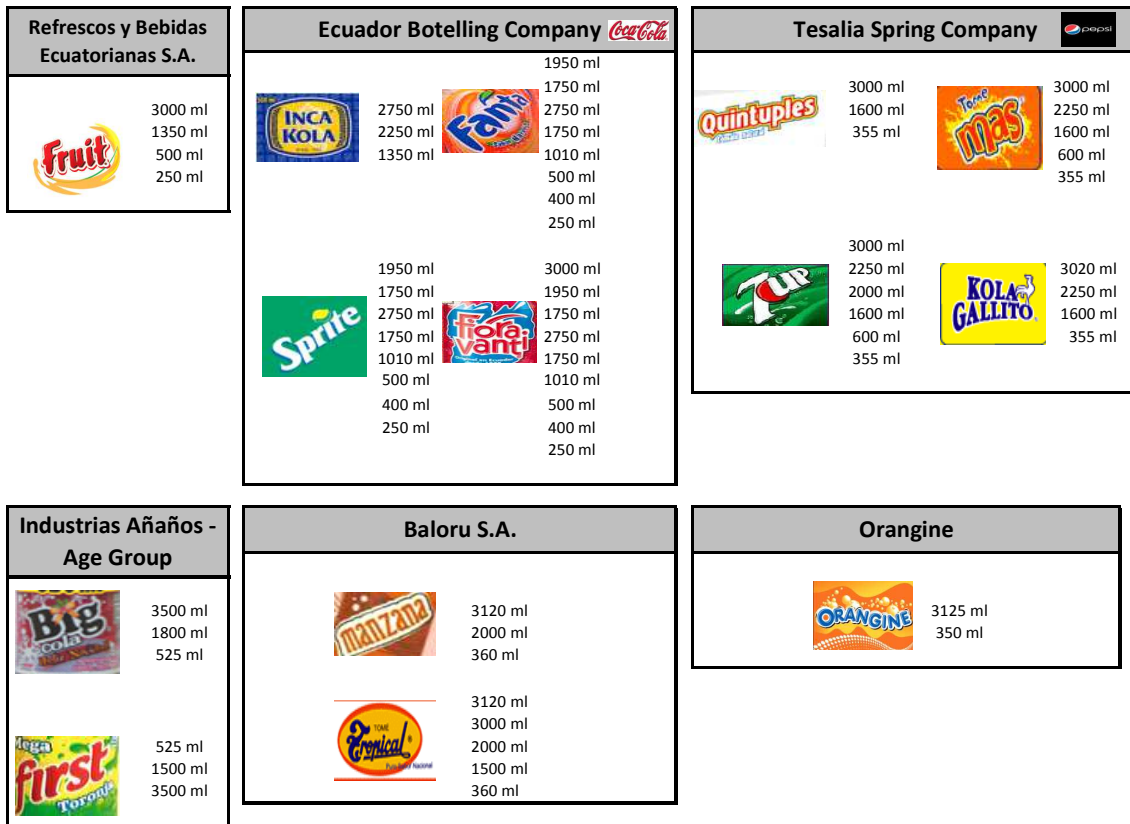 Refrescos y Bebidas
Ecuatorianas S.A.
Fruit
3000 ml
1350 ml
500 ml
250 ml
Ecuador Botelling Company Coca Cola
INCA
KOLA
2750 ml
2250 ml
1350 ml
Fanta
1950 ml
1750 ml
2750 ml
1750 ml
1010 ml
500 ml
400 ml
250 ml
Sprite
1950 ml
1750 ml
2750 ml
1750 ml
1010 ml
500 ml
400 ml
250 ml
Fiora
vanti
3000 ml
1950 ml
1750 ml
2750 ml
1750 ml
1010 ml
500 ml
400 ml
250 ml
Tesalia Spring Company pepsi
Quintuples
3000 ml
1600 ml
355 ml
Tome
mas
3000 ml
2250 ml
1600 ml
600 ml
355 ml
7UP
3000 ml
2250 ml
2000 ml
1600 ml
600 ml
355 ml
KOLA
GALLITO
3020 ml
2250 ml
1600 ml
355 ml
Industrias Añaños -
Age Group
Big
cola
3500 ml
1800 ml
525 ml
Mega
first
Toronja
525 ml
1500 ml
3500 ml
Baloru S.A.
manzana
3120 ml
2000 ml
360 ml
TOME
Tropical
Puro Sabor Nacional
3120 ml
3000 ml
2000 ml
1500 ml
360 ml
Orangine
ORANGINE
3125 ml
350 ml